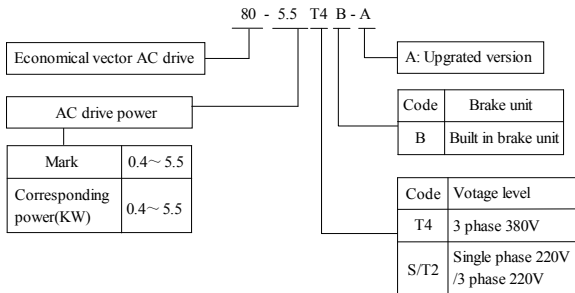 80 - 5.5 T4 B - A
Economical vector AC drive
A: Upgrated version
AC drive power
Mark 0.4～5.5
Corresponding
power(KW) 0.4～5.5
Code Brake unit
B Built in brake unit
Code Votage level
T4 3 phase 380V
S/T2 Single phase 220V
/3 phase 220V